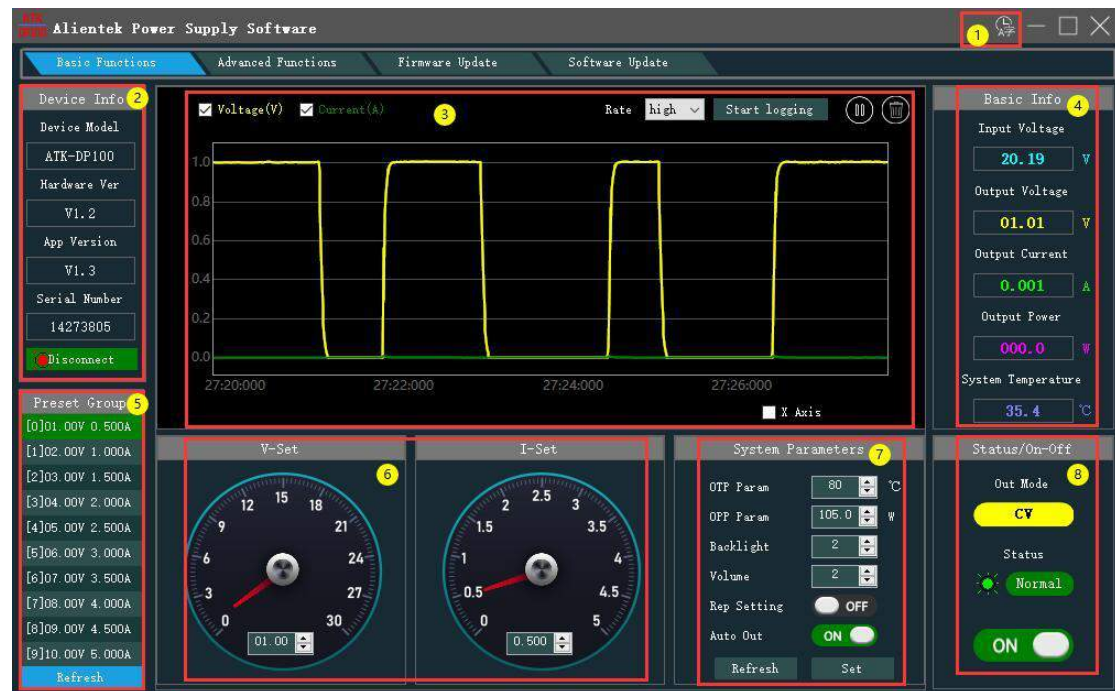 Alientek Power Supply Software
1
Basic Functions
Advanced Functions
Firmware Update
Software Update
Device Info
2
Device Model
ATK-DP100
Hardware Ver
V1.2
App Version
V1.3
Serial Number
14273805
Disconnect
Voltage(V)
Current(A)
3
Rate
high
Start logging
1.0
0.8
0.6
0.4
0.2
0.0
27:20:000
27:22:000
27:24:000
27:26:000
X Axis
Basic Info
4
Input Voltage
20.19 V
Output Voltage
01.01 V
Output Current
0.001 A
Output Power
000.0 W
System Temperature
35.4 ℃
Preset Group
5
[0]01.00V 0.500A
[1]02.00V 1.000A
[2]03.00V 1.500A
[3]04.00V 2.000A
[4]05.00V 2.500A
[5]06.00V 3.000A
[6]07.00V 3.500A
[7]08.00V 4.000A
[8]09.00V 4.500A
[9]10.00V 5.000A
Refresh
V-Set
6
0
3
6
9
12
15
18
21
24
27
30
01.00
I-Set
0
0.5
1
1.5
2
2.5
3
3.5
4
4.5
5
0.500
System Parameters
7
OTP Param 80 ℃
OPP Param 105.0 W
Backlight 2
Volume 2
Rep Setting OFF
Auto Out ON
Refresh
Set
Status/On-Off
8
Out Mode
CV
Status
Normal
ON